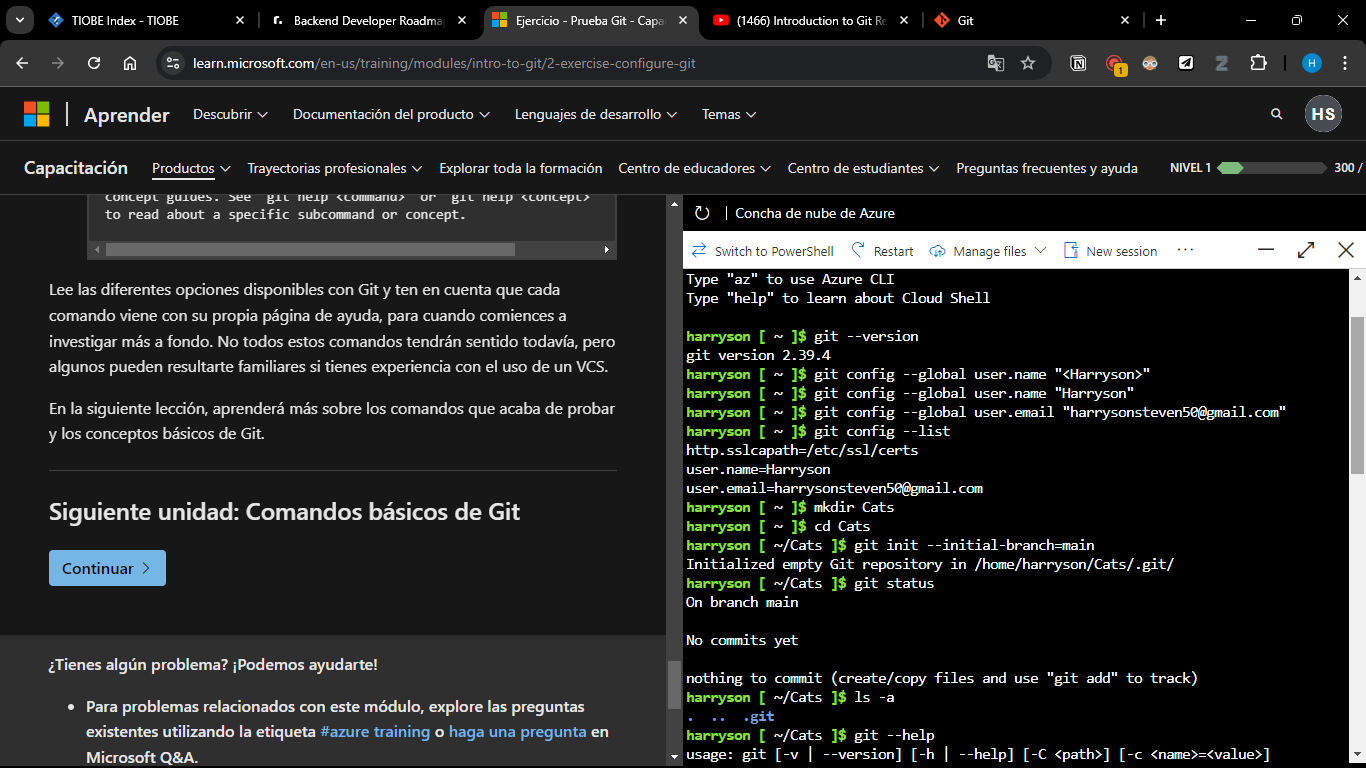 TIOBE Index - TIOBE
Backend Developer Roadma
Ejercicio - Prueba Git - Capa
(1466) Introduction to Git Re
Git
learn.microsoft.com/en-us/training/modules/intro-to-git/2-exercise-configure-git
1
H
Aprender
Descubrir
Documentación del producto
Lenguajes de desarrollo
Temas
HS
Capacitación
Productos
Trayectorias profesionales
Explorar toda la formación
Centro de educadores
Centro de estudiantes
Preguntas frecuentes y ayuda
NIVEL 1
300 /
concept guides. See 'git help <command>' or 'git help <concept>'
to read about a specific subcommand or concept.
Lee las diferentes opciones disponibles con Git y ten en cuenta que cada
comando viene con su propia página de ayuda, para cuando comiences a
investigar más a fondo. No todos estos comandos tendrán sentido todavía, pero
algunos pueden resultarte familiares si tienes experiencia con el uso de un VCS.
En la siguiente lección, aprenderá más sobre los comandos que acaba de probar
y los conceptos básicos de Git.
Siguiente unidad: Comandos básicos de Git
Continuar
¿Tienes algún problema? ¡Podemos ayudarte!
• Para problemas relacionados con este módulo, explore las preguntas
existentes utilizando la etiqueta #azure training o haga una pregunta en
Microsoft Q&A.
Concha de nube de Azure
Switch to PowerShell
Restart
Manage files
New session
Type "az" to use Azure CLI
Type "help" to learn about Cloud Shell
harryson [ ~ ]$ git --version
git version 2.39.4
harryson [ ~ ]$ git config --global user.name "<Harryson>"
harryson [ ~ ]$ git config --global user.name "Harryson"
harryson [ ~ ]$ git config --global user.email "harrysonsteven50@gmail.com"
harryson [ ~ ]$ git config --list
http.sslcapath=/etc/ssl/certs
user.name=Harryson
user.email=harrysonsteven50@gmail.com
harryson [ ~ ]$ mkdir Cats
harryson [ ~ ]$ cd Cats
harryson [ ~/Cats ]$ git init --initial-branch=main
Initialized empty Git repository in /home/harryson/Cats/.git/
harryson [ ~/Cats ]$ git status
On branch main
No commits yet
nothing to commit (create/copy files and use "git add" to track)
harryson [ ~/Cats ]$ ls -a
. .. .git
harryson [ ~/Cats ]$ git --help
usage: git [-v | --version] [-h | --help] [-C <path>] [-c <name>=<value>]